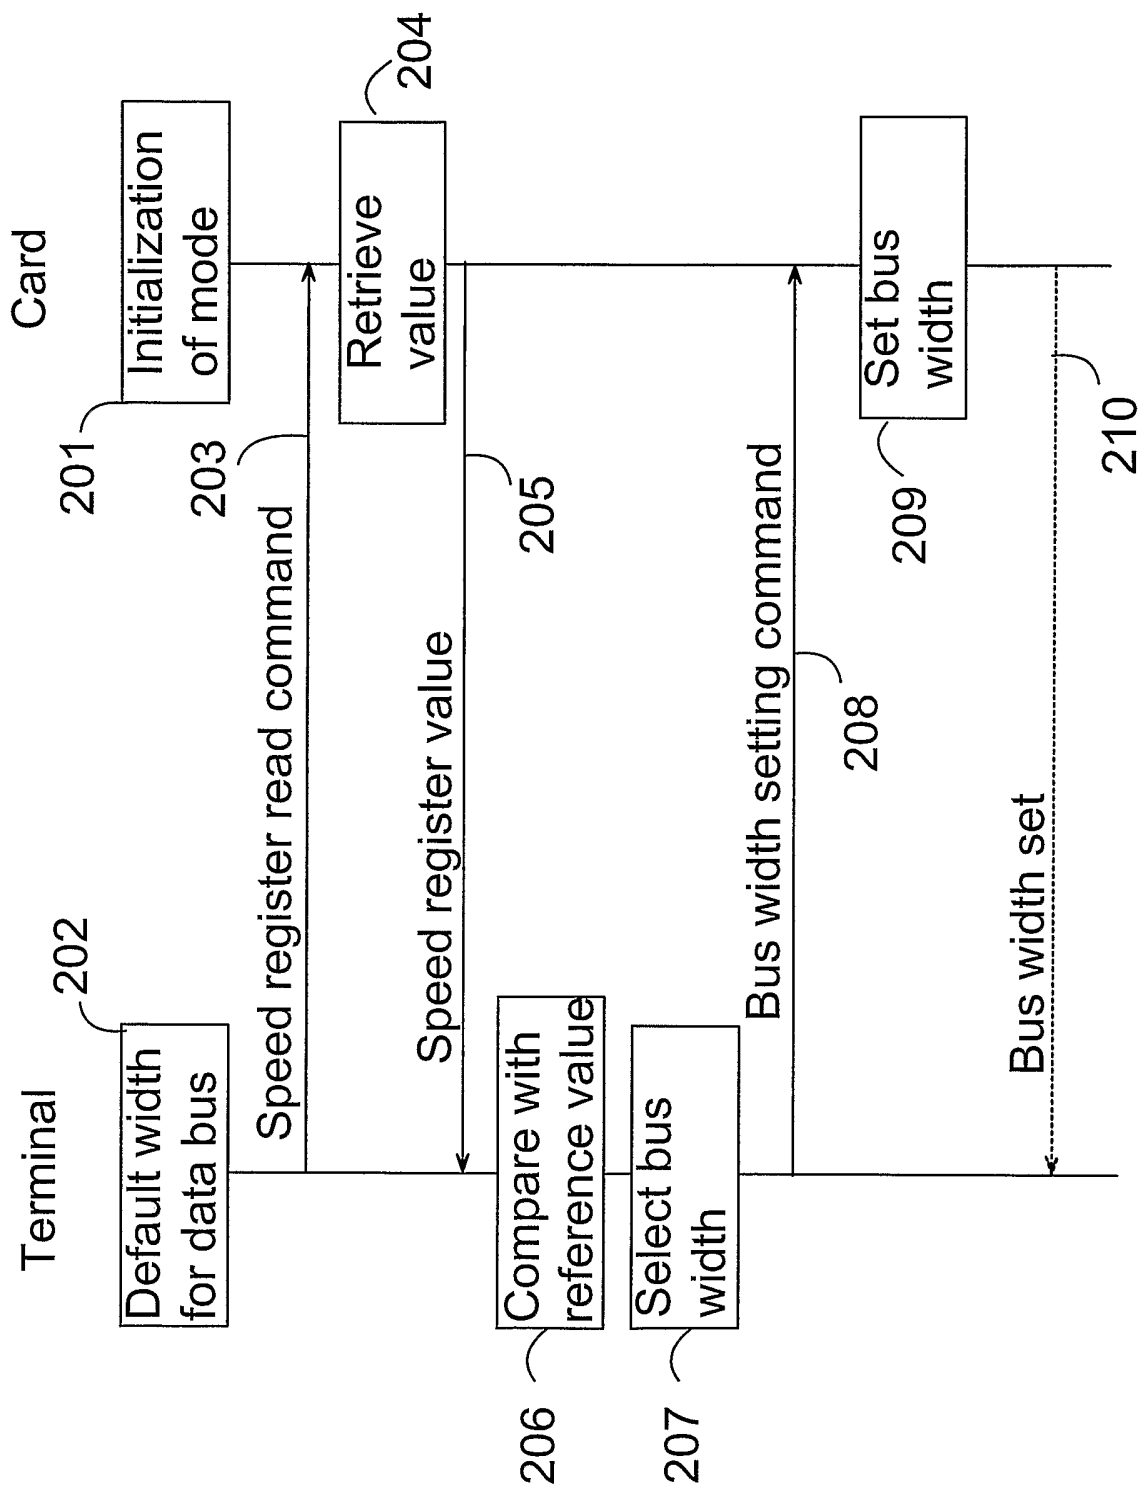 Terminal
Card
202
Default width
for data bus
201
Initialization
of mode
Speed register read command
203
204
Retrieve
value
Speed register value
205
206
Compare with
reference value
207
Select bus
width
Bus width setting command
208
209
Set bus
width
Bus width set
210